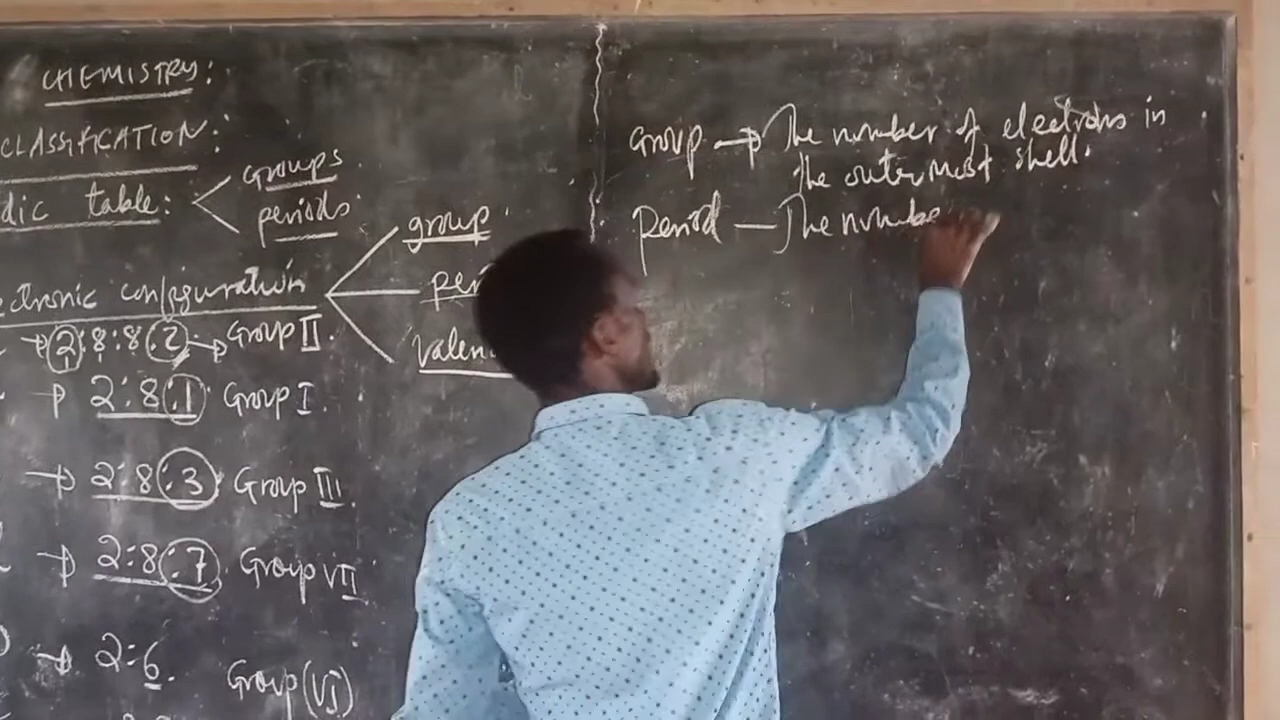 CHEMISTRY:
CLASSIFICATION:
dic table:
groups
periods
ctronic configuration
group
per
valen
2:8:8:2 → Group II.
→ 2:8:1 Group I.
→ 2:8:3 Group III.
→ 2:8:7 Group VII
→ 2:6. Group (VI)
Group → The number of electrons in
the outermost shell.
Period — The numbe